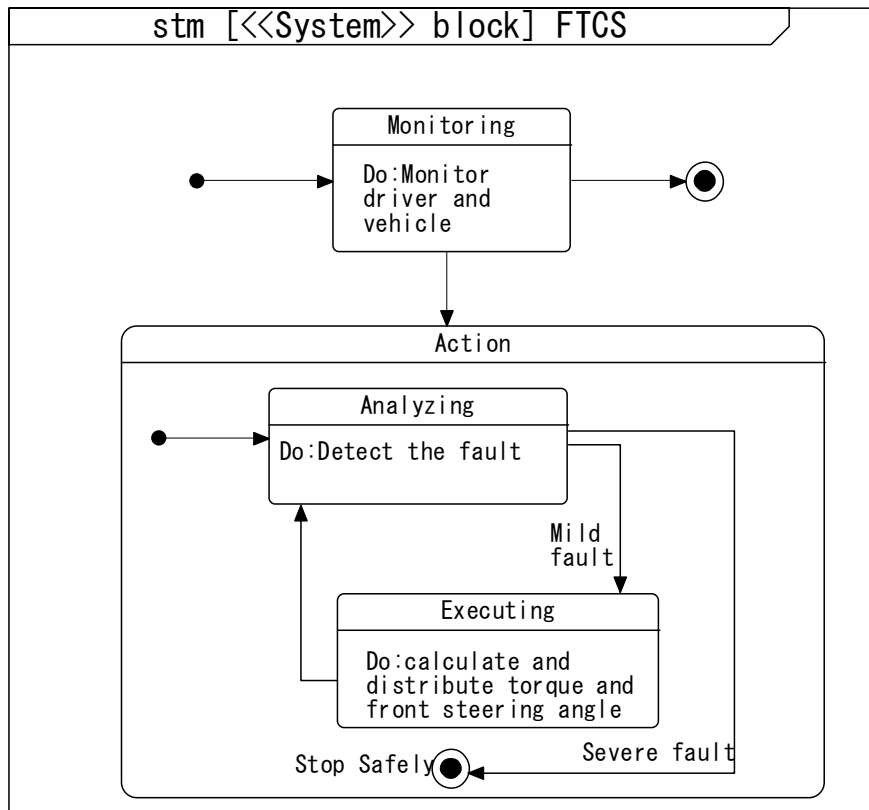 stm [<<System>> block] FTCS
Monitoring
Do:Monitor
driver and
vehicle
Action
Analyzing
Do:Detect the fault
Mild
fault
Executing
Do:calculate and
distribute torque and
front steering angle
Severe fault
Stop Safely